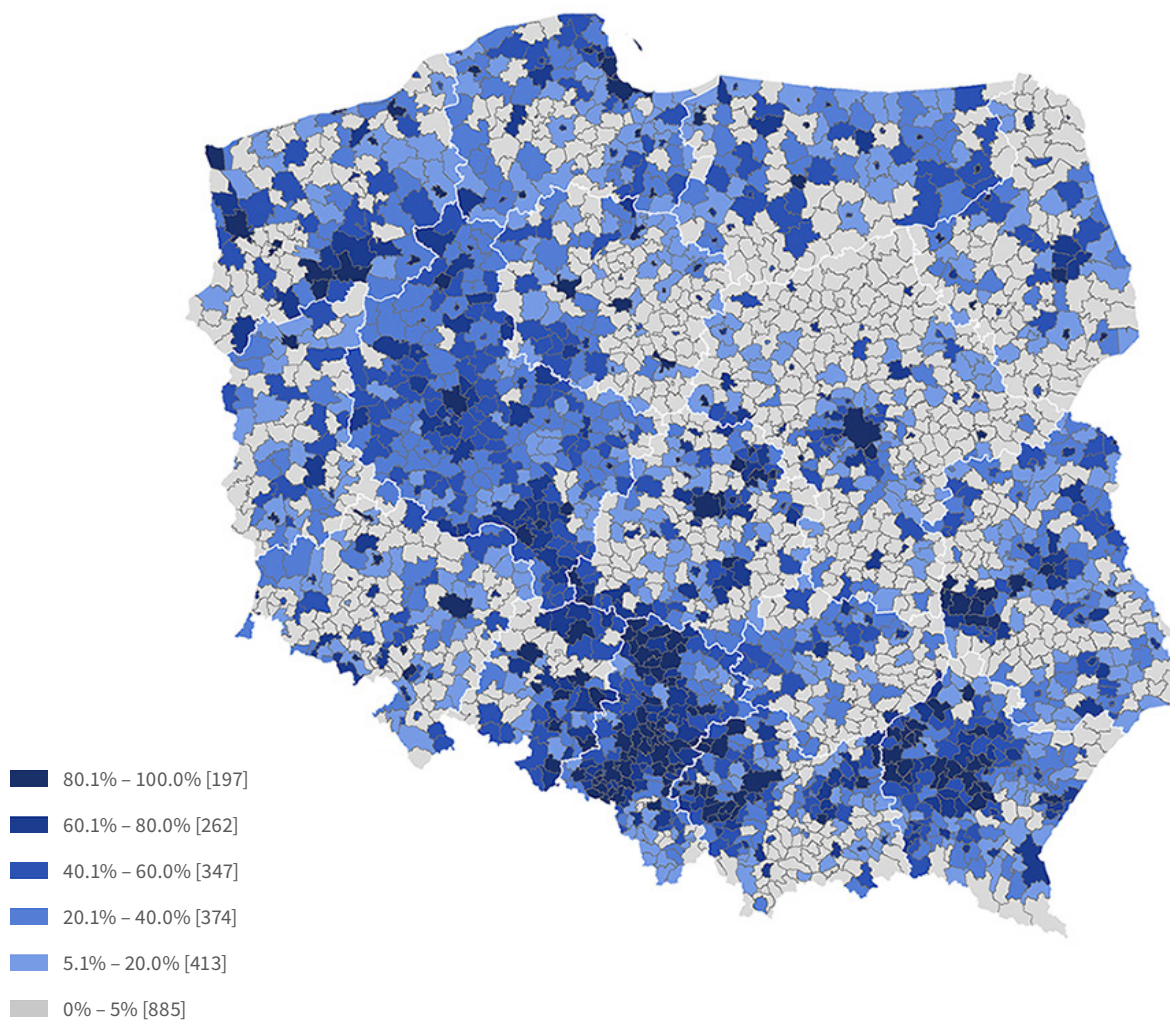 80.1% – 100.0% [197]
60.1% – 80.0% [262]
40.1% – 60.0% [347]
20.1% – 40.0% [374]
5.1% – 20.0% [413]
0% – 5% [885]